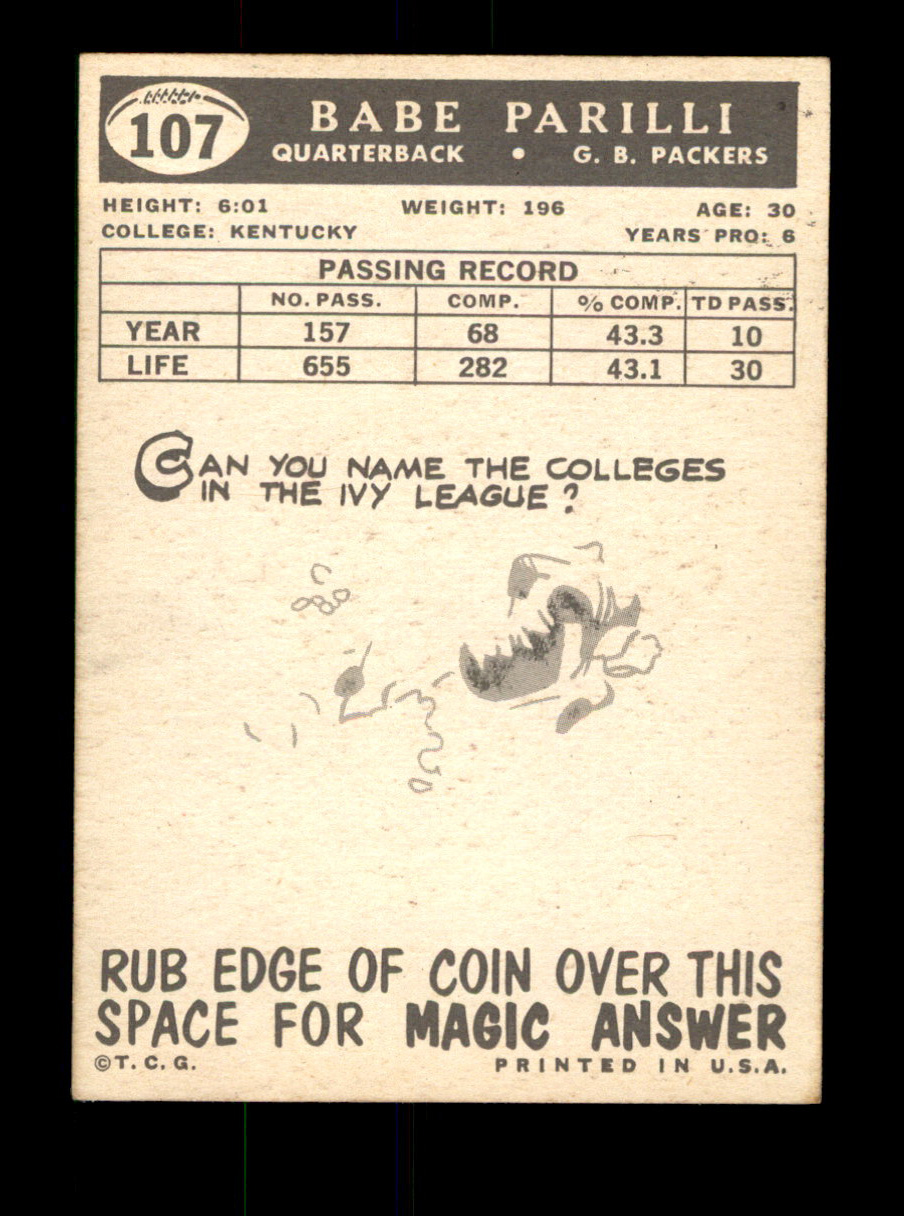 107
BABE PARILLI
QUARTERBACK • G. B. PACKERS
HEIGHT: 6:01 WEIGHT: 196 AGE: 30
COLLEGE: KENTUCKY YEARS PRO: 6
PASSING RECORD
NO. PASS. COMP. % COMP. TD PASS.
YEAR 157 68 43.3 10
LIFE 655 282 43.1 30
CAN YOU NAME THE COLLEGES
IN THE IVY LEAGUE?
RUB EDGE OF COIN OVER THIS
SPACE FOR MAGIC ANSWER
©T. C. G. PRINTED IN U.S.A.